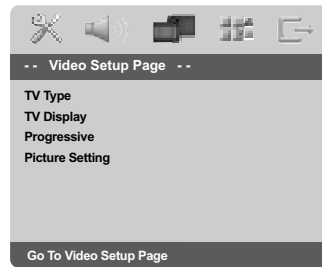 -- Video Setup Page --
TV Type
TV Display
Progressive
Picture Setting
Go To Video Setup Page